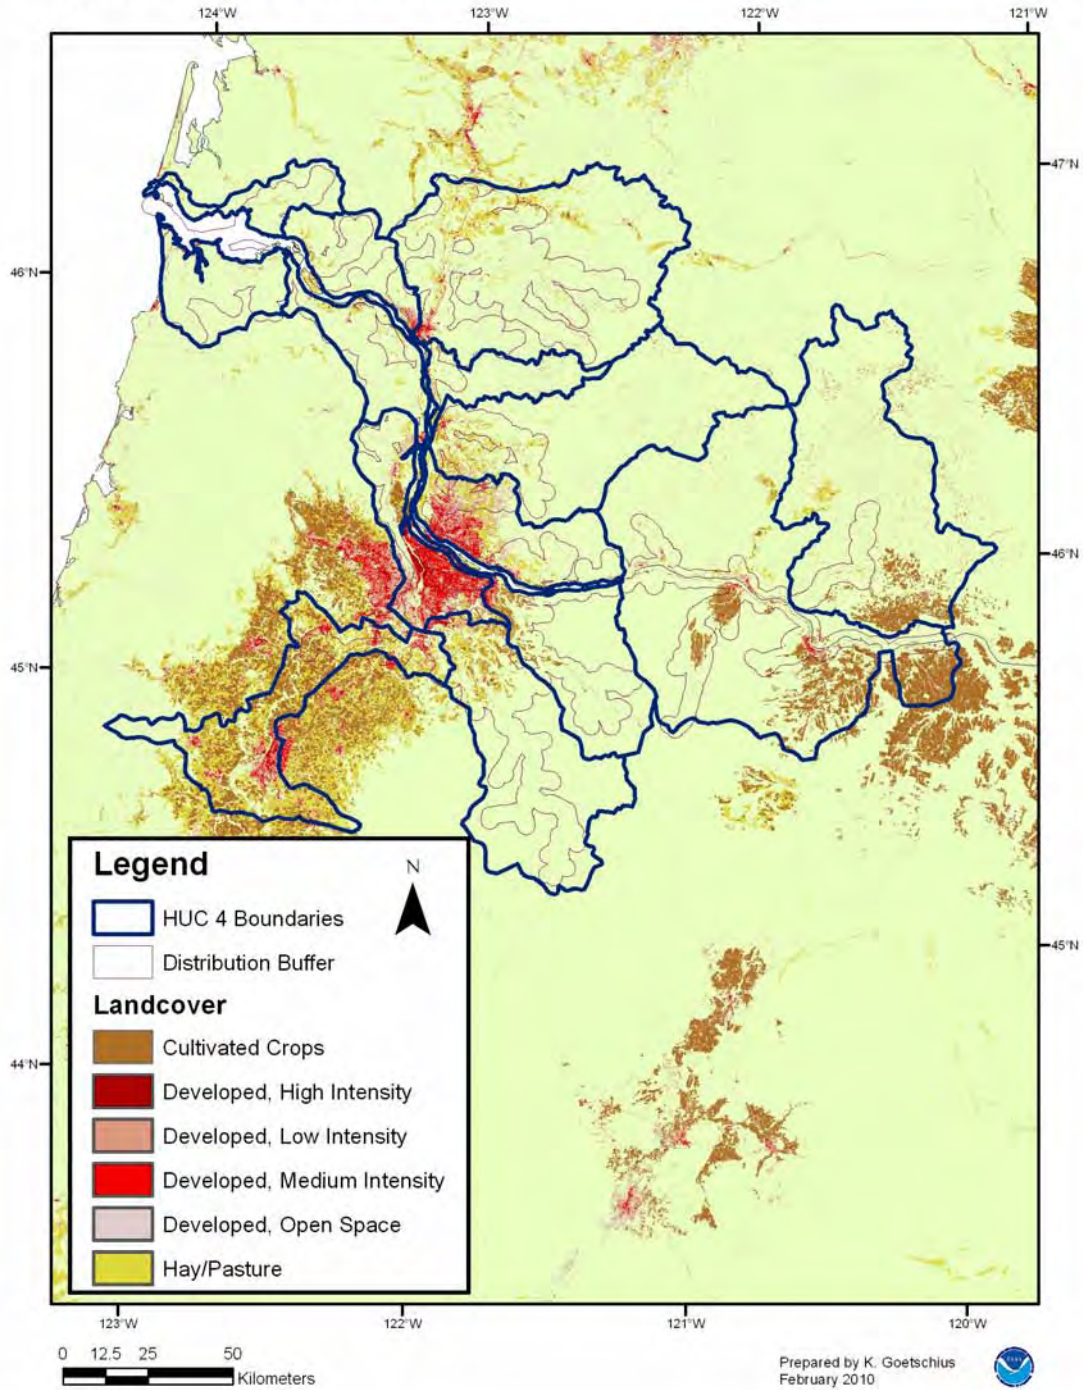 124°W 123°W 122°W 121°W
47°N
46°N
46°N
45°N
45°N
44°N
Legend
N
HUC 4 Boundaries
Distribution Buffer
Landcover
Cultivated Crops
Developed, High Intensity
Developed, Low Intensity
Developed, Medium Intensity
Developed, Open Space
Hay/Pasture
123°W 122°W 121°W 120°W
0 12.5 25 50
Kilometers
Prepared by K. Goetschius
February 2010